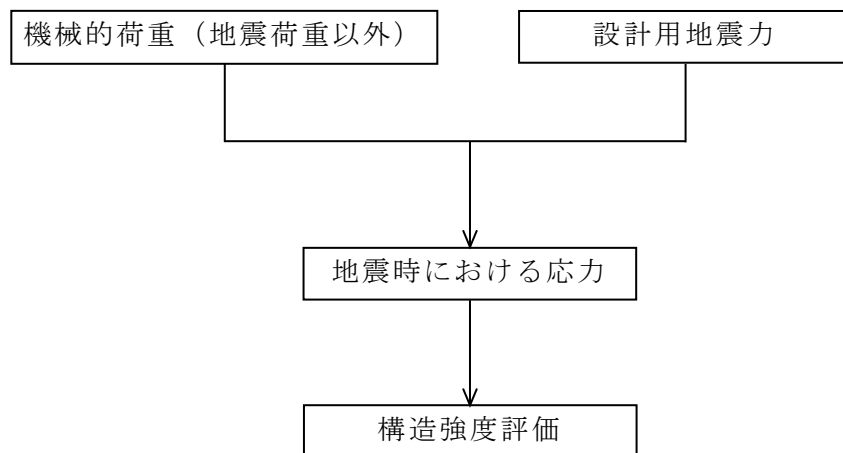 機械的荷重（地震荷重以外）
設計用地震力
地震時における応力
構造強度評価